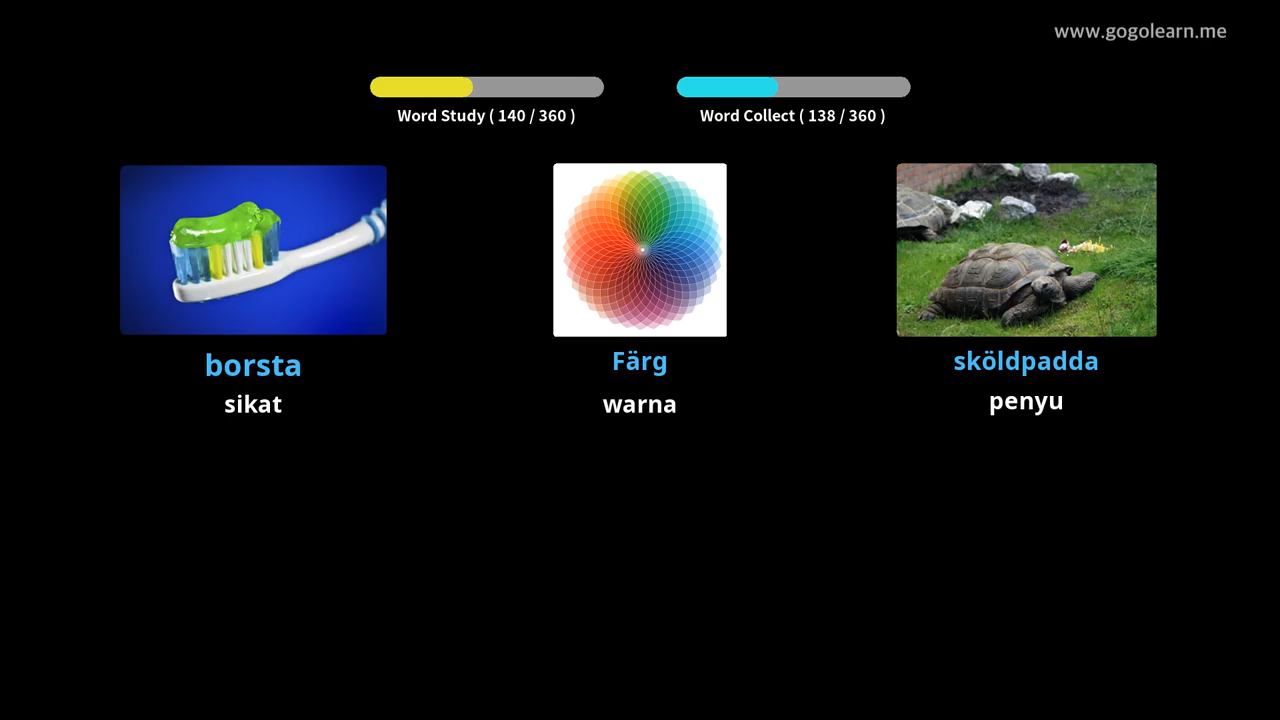 www.gogolearn.me
Word Study ( 140 / 360 )
Word Collect ( 138 / 360 )
borsta
sikat
Färg
warna
sköldpadda
penyu